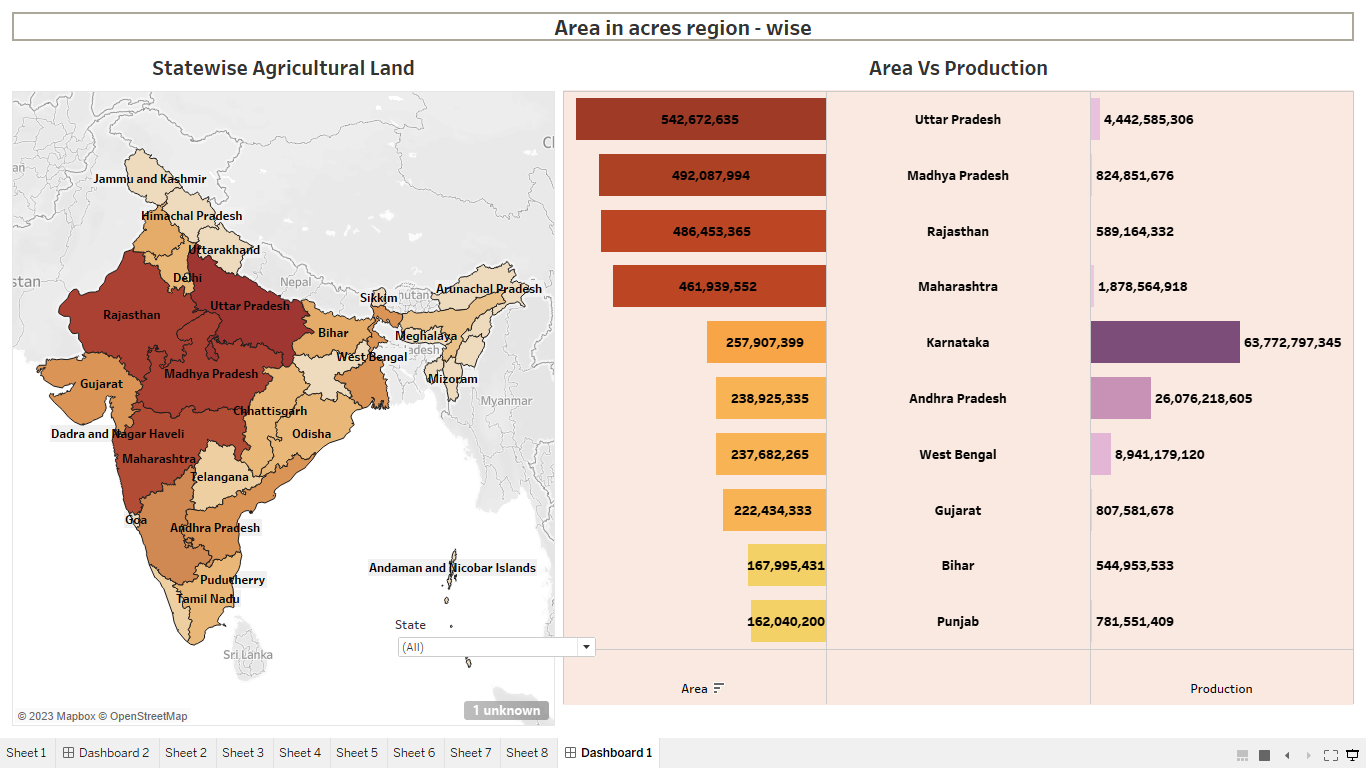 Area in acres region - wise
Statewise Agricultural Land
Area Vs Production
Jammu and Kashmir
Himachal Pradesh
Uttarakhand
Delhi
Nepal
Rajasthan
Uttar Pradesh
Sikkim
Arunachal Pradesh
Bihar
Meghalaya
West Bengal
Gujarat
Madhya Pradesh
Mizoram
Myanmar
Chhattisgarh
Dadra and Nagar Haveli
Odisha
Maharashtra
Telangana
Goa
Andhra Pradesh
Andaman and Nicobar Islands
Puducherry
Tamil Nadu
Sri Lanka
State
(All)
1 unknown
© 2023 Mapbox © OpenStreetMap
542,672,635 Uttar Pradesh 4,442,585,306
492,087,994 Madhya Pradesh 824,851,676
486,453,365 Rajasthan 589,164,332
461,939,552 Maharashtra 1,878,564,918
257,907,399 Karnataka 63,772,797,345
238,925,335 Andhra Pradesh 26,076,218,605
237,682,265 West Bengal 8,941,179,120
222,434,333 Gujarat 807,581,678
167,995,431 Bihar 544,953,533
162,040,200 Punjab 781,551,409
Area Production
Sheet 1 Dashboard 2 Sheet 2 Sheet 3 Sheet 4 Sheet 5 Sheet 6 Sheet 7 Sheet 8 Dashboard 1